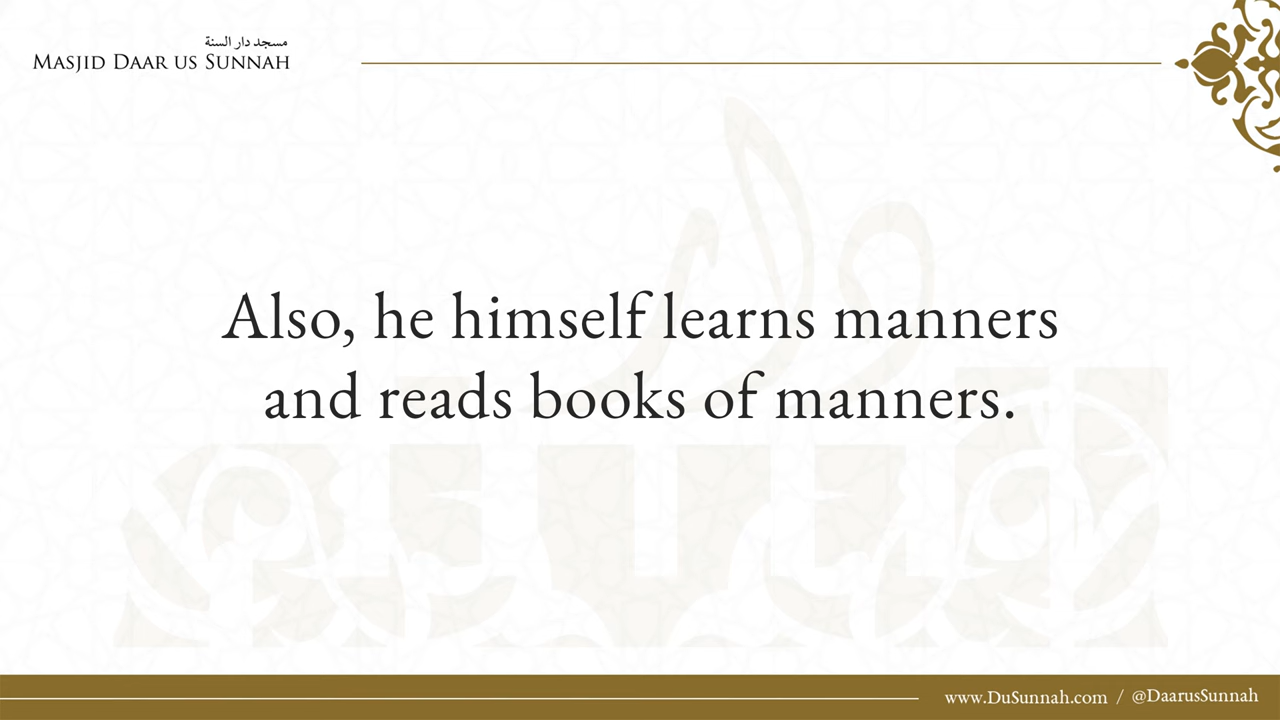 مسجد دار السنة
MASJID DAAR US SUNNAH
Also, he himself learns manners
and reads books of manners.
www.DuSunnah.com / @DaarusSunnah